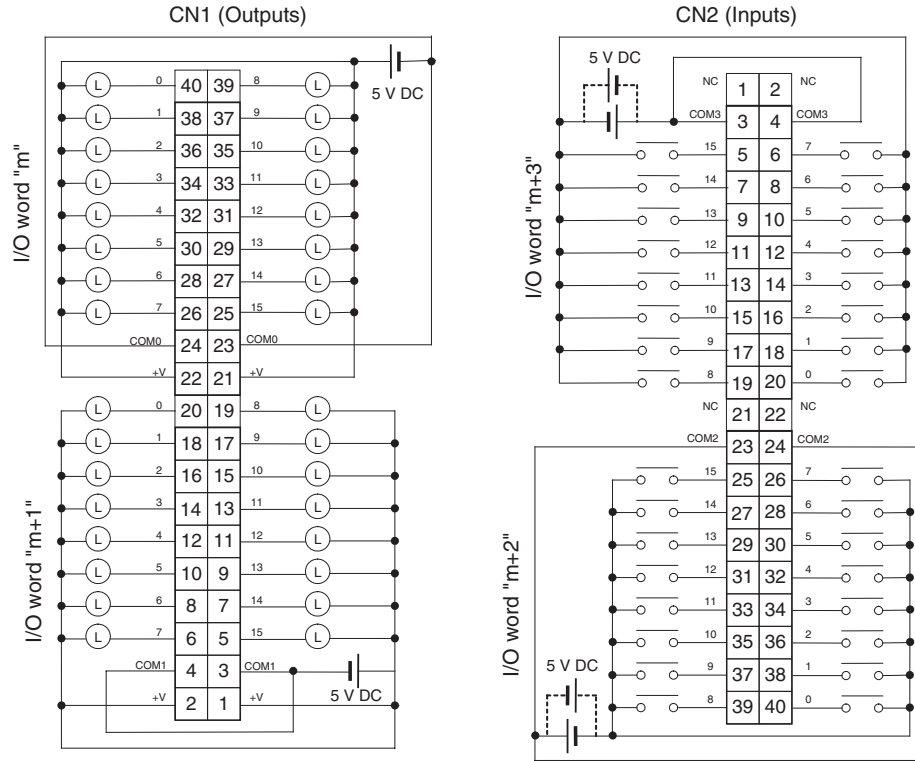 CN1 (Outputs)
5 V DC
I/O word "m"
L 0 40 39 8 L
L 1 38 37 9 L
L 2 36 35 10 L
L 3 34 33 11 L
L 4 32 31 12 L
L 5 30 29 13 L
L 6 28 27 14 L
L 7 26 25 15 L
COM0 24 23 COM0
+V 22 21 +V
I/O word "m+1"
L 0 20 19 8 L
L 1 18 17 9 L
L 2 16 15 10 L
L 3 14 13 11 L
L 4 12 11 12 L
L 5 10 9 13 L
L 6 8 7 14 L
L 7 6 5 15 L
COM1 4 3 COM1
5 V DC
+V 2 1 +V
CN2 (Inputs)
5 V DC
NC 1 2 NC
COM3 3 4 COM3
I/O word "m+3"
15 5 6 7
14 7 8 6
13 9 10 5
12 11 12 4
11 13 14 3
10 15 16 2
9 17 18 1
8 19 20 0
NC 21 22 NC
COM2 23 24 COM2
I/O word "m+2"
15 25 26 7
14 27 28 6
13 29 30 5
12 31 32 4
11 33 34 3
10 35 36 2
9 37 38 1
8 39 40 0
5 V DC